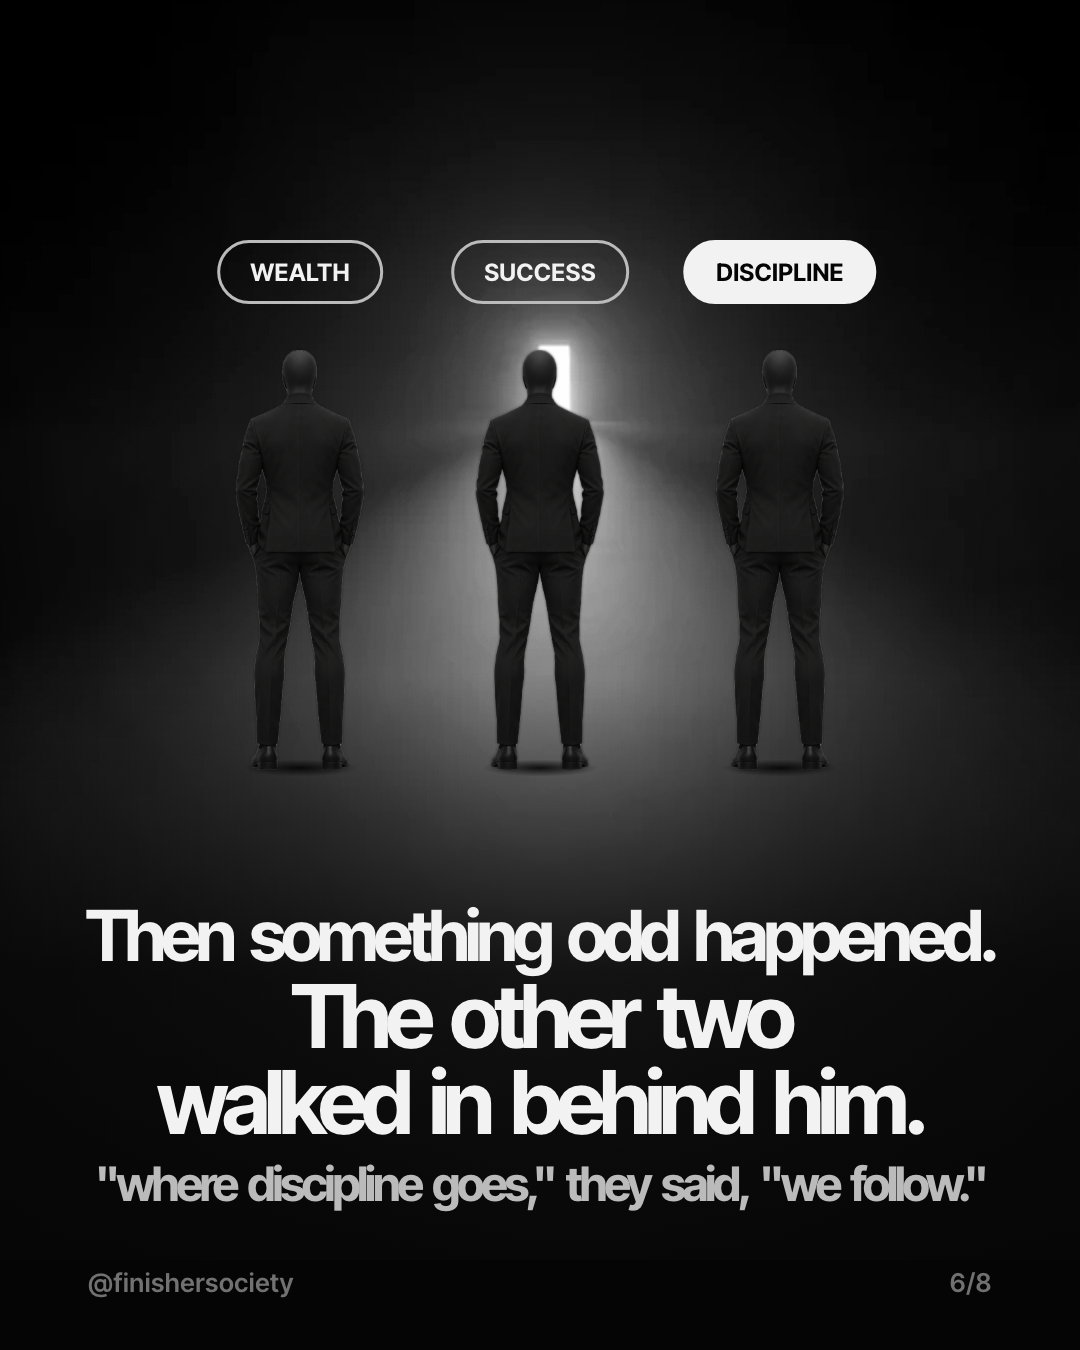 WEALTH
SUCCESS
DISCIPLINE
Then something odd happened.
The other two
walked in behind him.
"where discipline goes," they said, "we follow."
@finishersociety
6/8